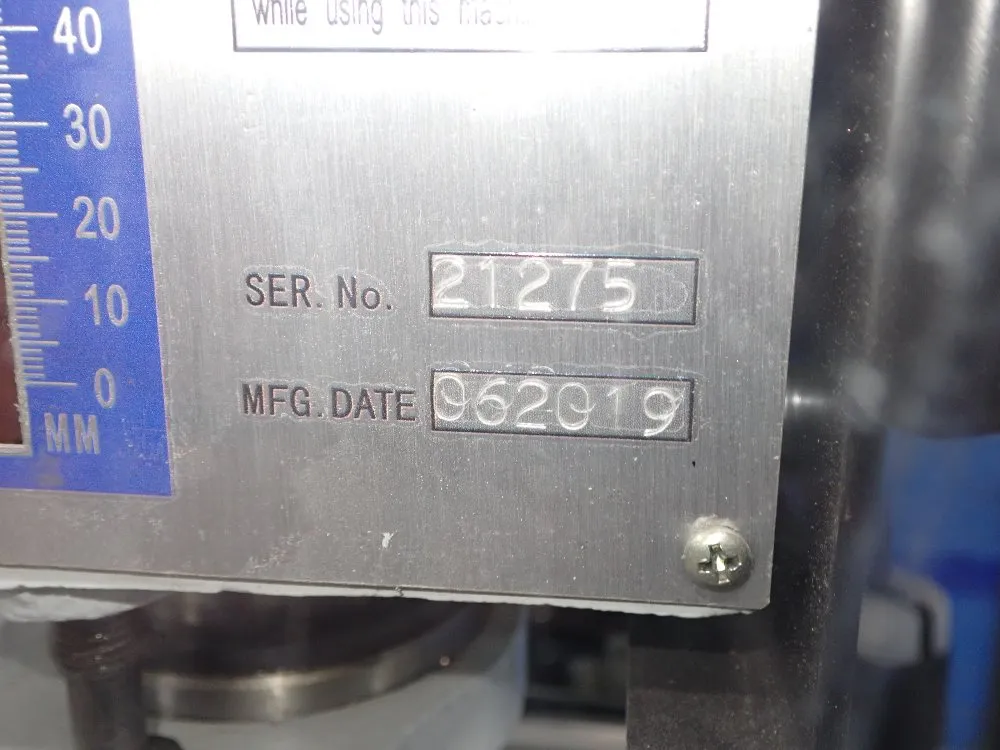 while using this
40
30
20
10
0
MM
SER. No. 21275
MFG. DATE 062019